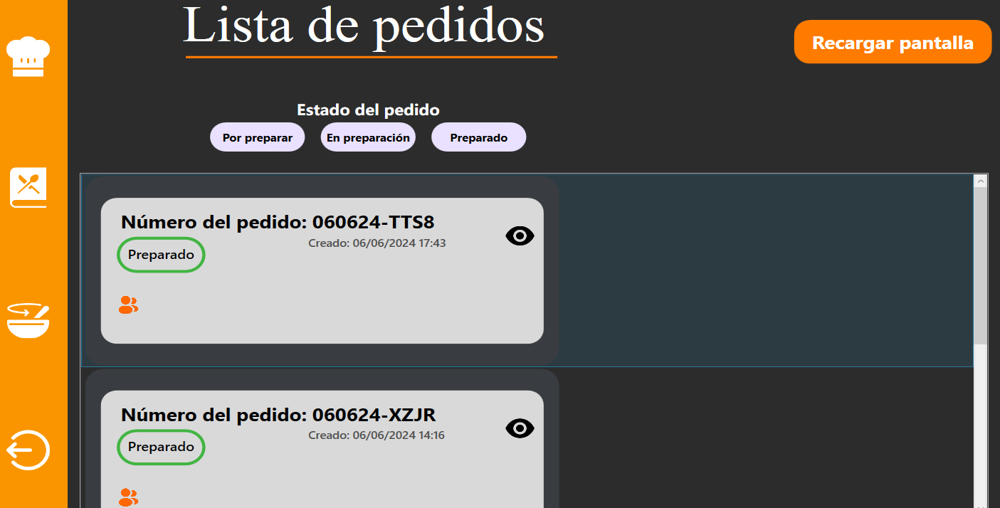 Lista de pedidos
Recargar pantalla
Estado del pedido
Por preparar
En preparación
Preparado
Número del pedido: 060624-TTS8
Creado: 06/06/2024 17:43
Preparado
Número del pedido: 060624-XZJR
Creado: 06/06/2024 14:16
Preparado